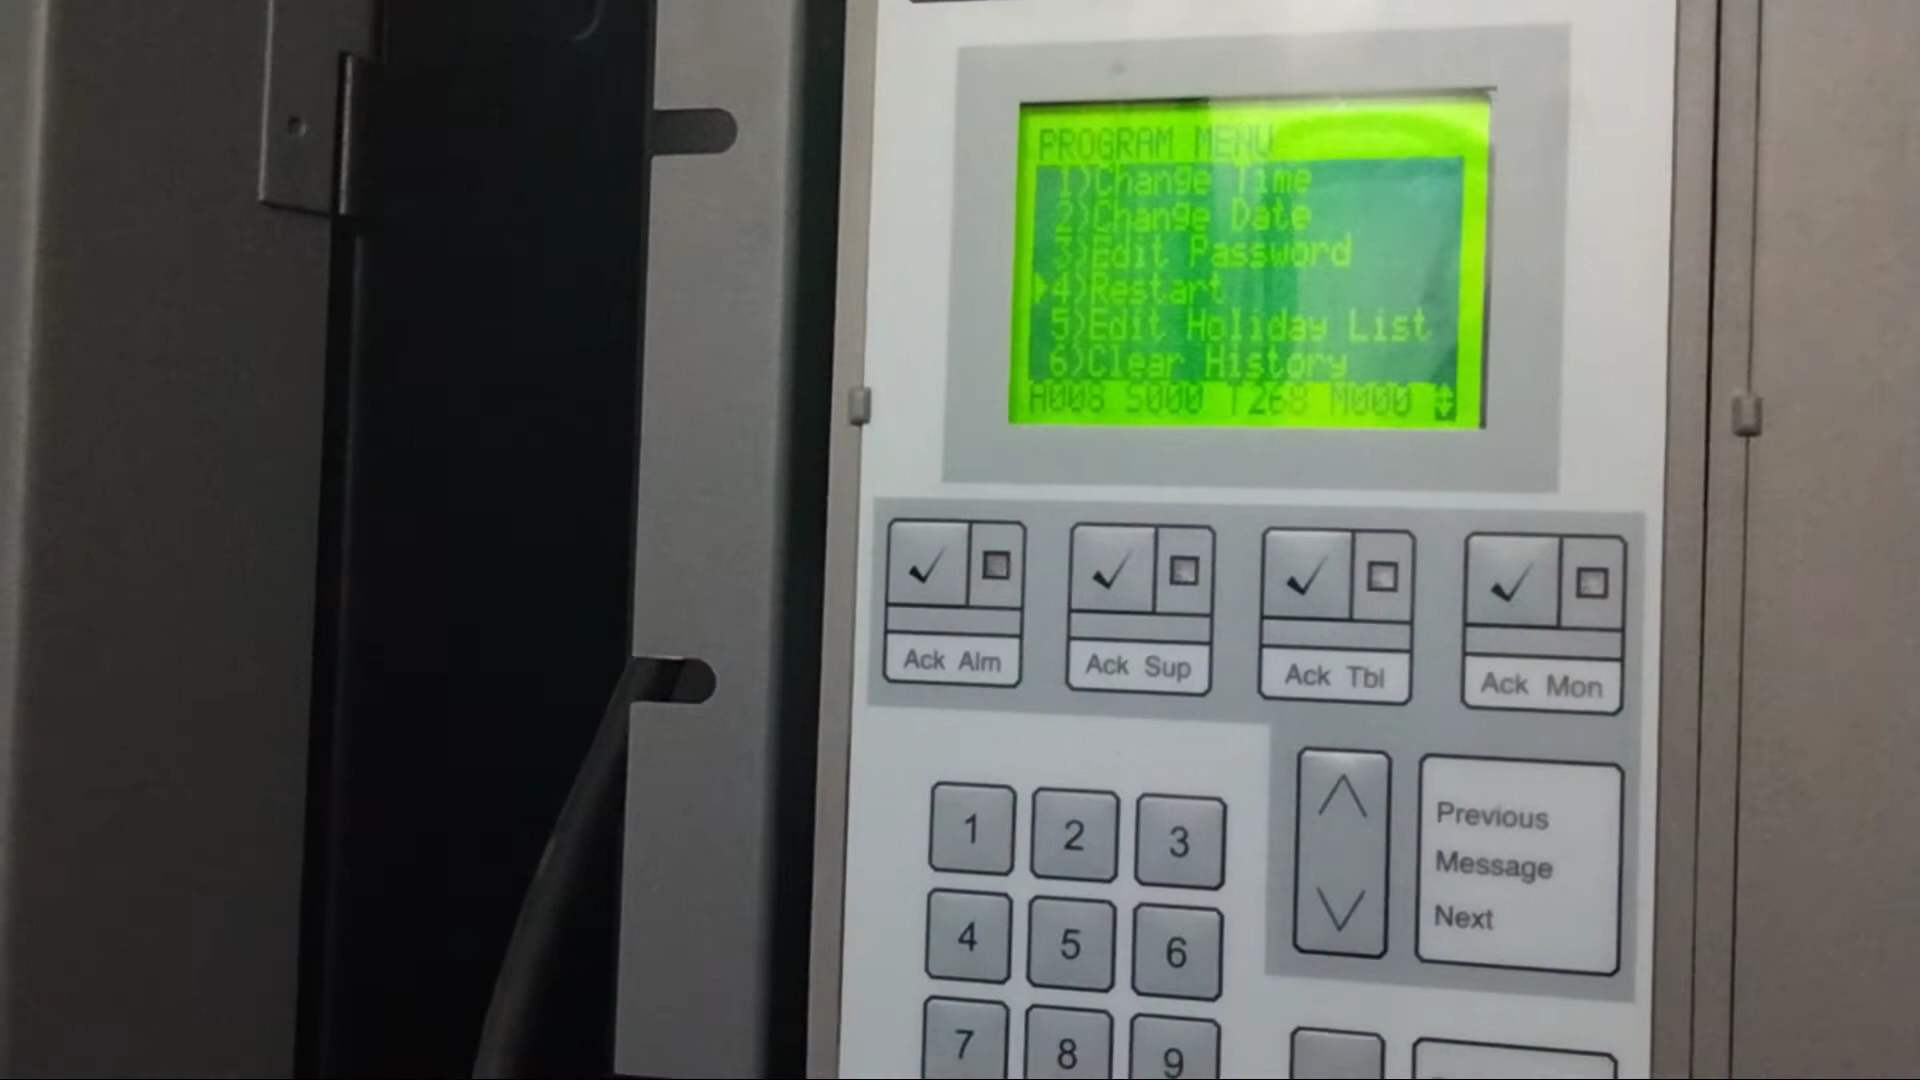 PROGRAM MENU
1)Change Time
2)Change Date
3)Edit Password
4)Restart
5)Edit Holiday List
6)Clear History
A008 S000 T268 M000
Ack Alm
Ack Sup
Ack Tbl
Ack Mon
1 2 3
4 5 6
7 8 9
Previous
Message
Next